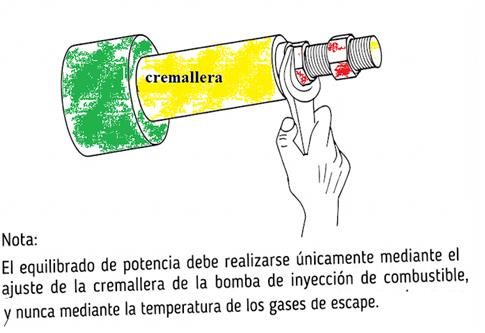 cremallera
Nota:
El equilibrado de potencia debe realizarse únicamente mediante el
ajuste de la cremallera de la bomba de inyección de combustible,
y nunca mediante la temperatura de los gases de escape.